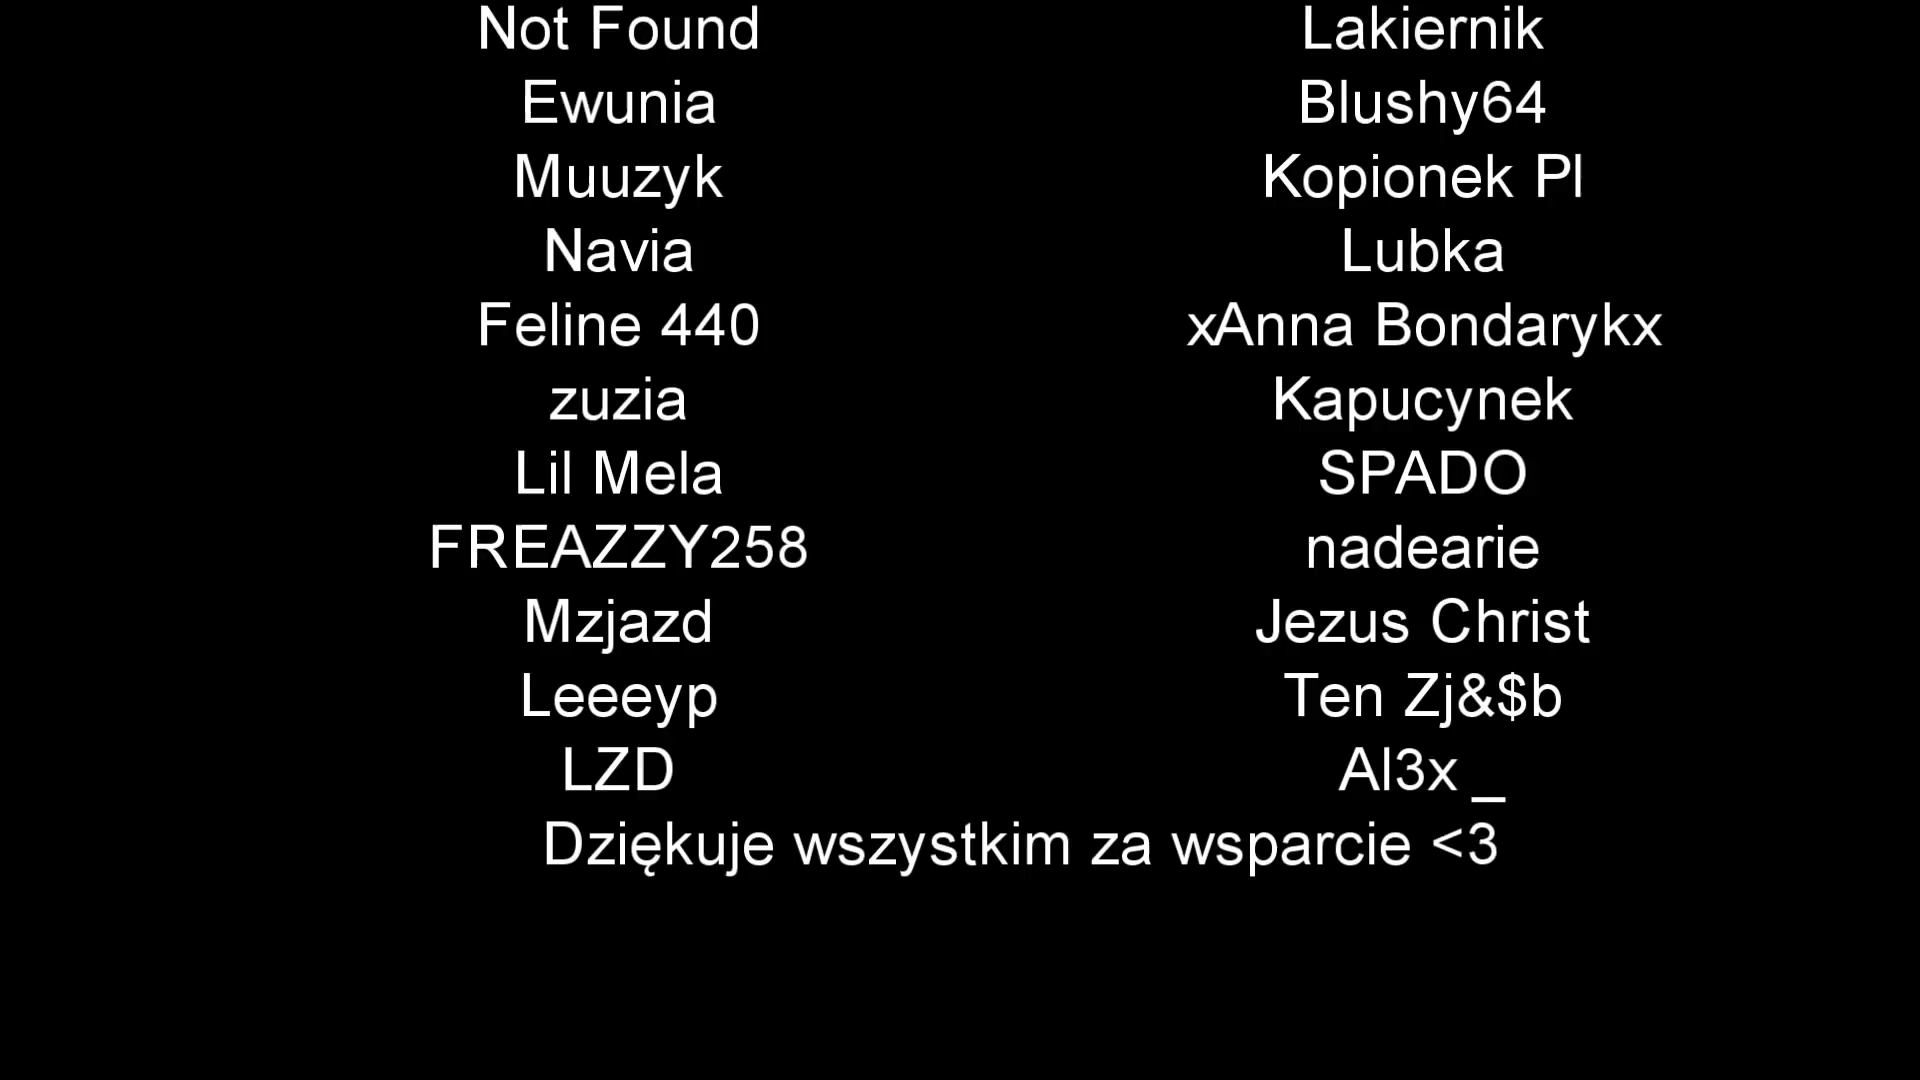 Not Found Lakiernik
Ewunia Blushy64
Muuzyk Kopionek Pl
Navia Lubka
Feline 440 xAnna Bondarykx
zuzia Kapucynek
Lil Mela SPADO
FREAZZY258 nadearie
Mzjazd Jezus Christ
Leeeyp Ten Zj&$b
LZD Al3x _
Dziękuje wszystkim za wsparcie <3